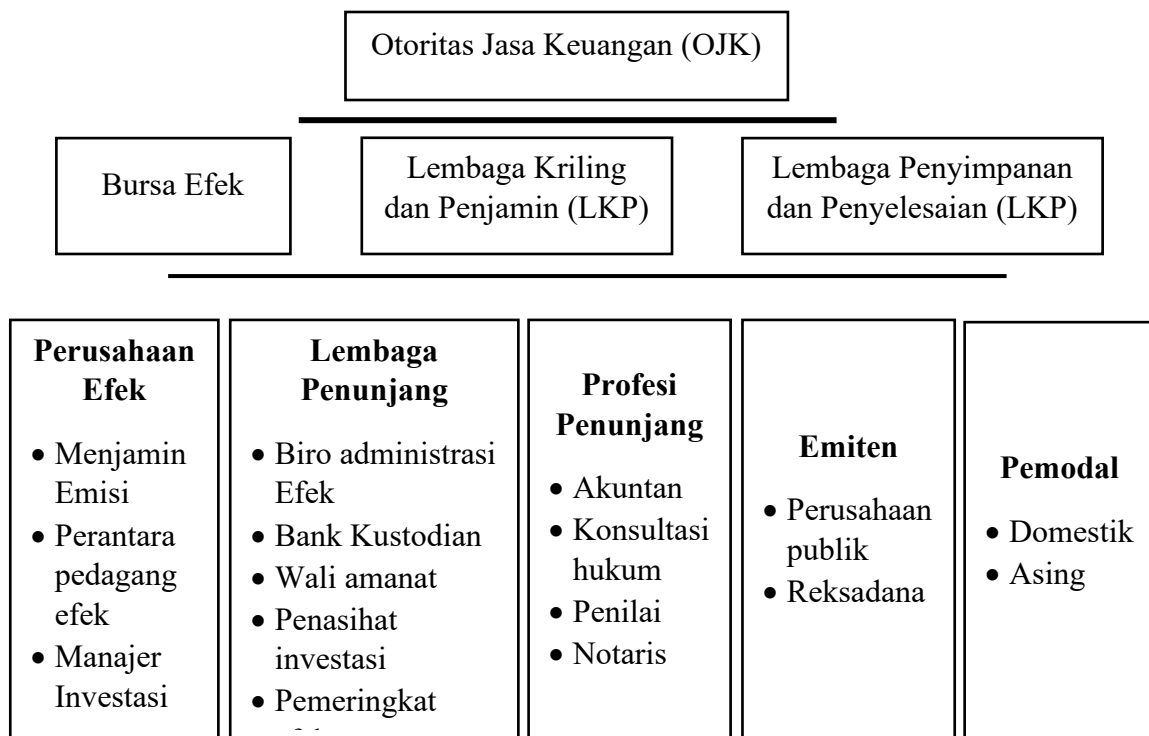 Otoritas Jasa Keuangan (OJK)
Bursa Efek
Lembaga Kriling
dan Penjamin (LKP)
Lembaga Penyimpanan
dan Penyelesaian (LKP)
Perusahaan
Efek
• Menjamin
Emisi
• Perantara
pedagang
efek
• Manajer
Investasi
Lembaga
Penunjang
• Biro administrasi
Efek
• Bank Kustodian
• Wali amanat
• Penasihat
investasi
• Pemeringkat
Profesi
Penunjang
• Akuntan
• Konsultasi
hukum
• Penilai
• Notaris
Emiten
• Perusahaan
publik
• Reksadana
Pemodal
• Domestik
• Asing